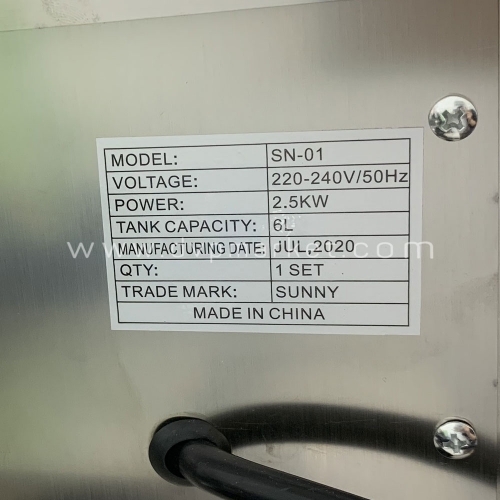 MODEL: SN-01
VOLTAGE: 220-240V/50Hz
POWER: 2.5KW
TANK CAPACITY: 6L
MANUFACTURING DATE: JUL,2020
QTY: 1 SET
TRADE MARK: SUNNY
MADE IN CHINA